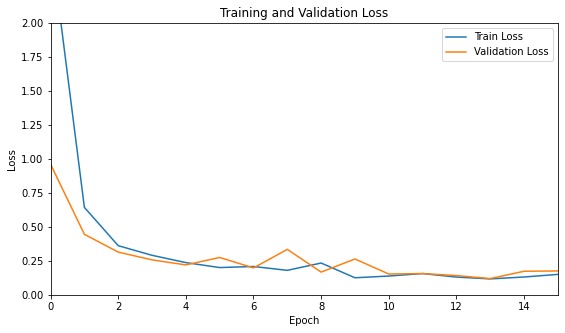 Training and Validation Loss
2.00
1.75
1.50
1.25
1.00
0.75
0.50
0.25
0.00
Loss
Train Loss
Validation Loss
0 2 4 6 8 10 12 14
Epoch